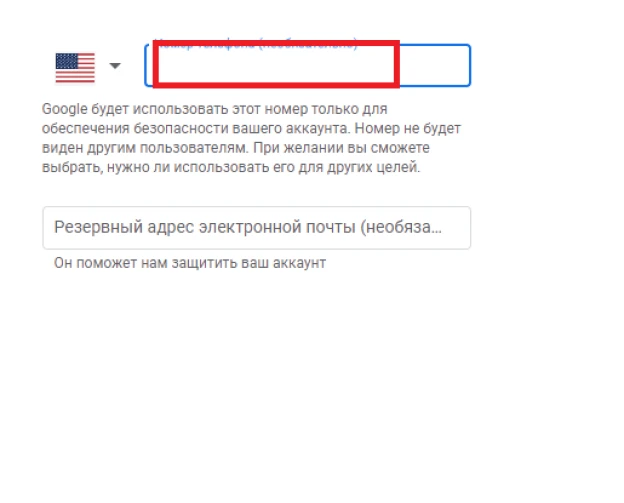 Номер телефона (необязательно)
Google будет использовать этот номер только для
обеспечения безопасности вашего аккаунта. Номер не будет
виден другим пользователям. При желании вы сможете
выбрать, нужно ли использовать его для других целей.
Резервный адрес электронной почты (необяза...
Он поможет нам защитить ваш аккаунт